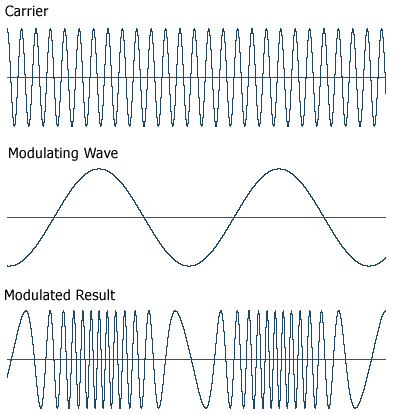 Carrier
Modulating Wave
Modulated Result